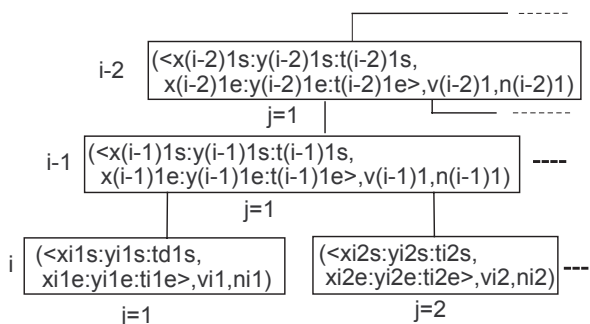 i-2
(<x(i-2)1s:y(i-2)1s:t(i-2)1s,
x(i-2)1e:y(i-2)1e:t(i-2)1e>,v(i-2)1,n(i-2)1)
j=1
i-1
(<x(i-1)1s:y(i-1)1s:t(i-1)1s,
x(i-1)1e:y(i-1)1e:t(i-1)1e>,v(i-1)1,n(i-1)1)
j=1
i
(<xi1s:yi1s:td1s,
xi1e:yi1e:ti1e>,vi1,ni1)
j=1
(<xi2s:yi2s:ti2s,
xi2e:yi2e:ti2e>,vi2,ni2)
j=2